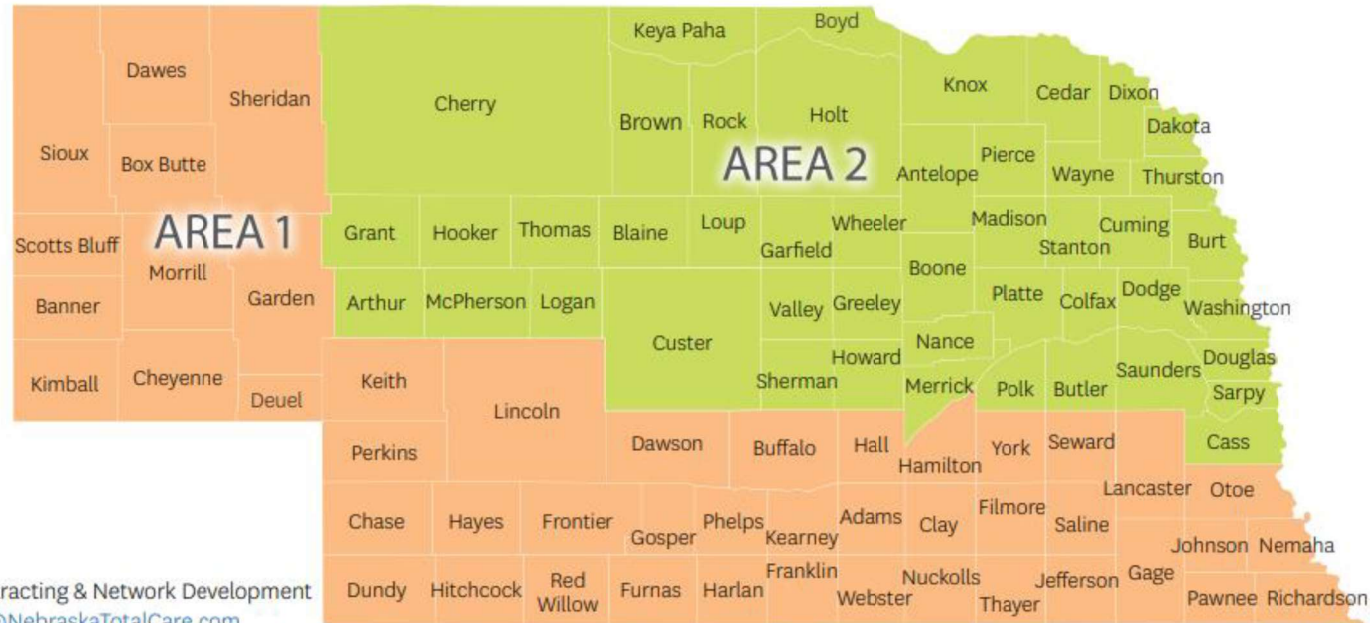 Keya Paha
Boyd
Dawes
Sheridan
Cherry
Knox
Cedar
Dixon
Brown
Rock
Holt
Dakota
Sioux
Box Butte
AREA 2
Antelope
Pierce
Wayne
Thurston
Scotts Bluff
AREA 1
Grant
Hooker
Thomas
Blaine
Loup
Garfield
Wheeler
Madison
Stanton
Cuming
Burt
Morrill
Boone
Banner
Garden
Arthur
McPherson
Logan
Valley
Greeley
Platte
Colfax
Dodge
Washington
Custer
Nance
Kimball
Cheyenne
Deuel
Keith
Lincoln
Sherman
Howard
Merrick
Polk
Butler
Saunders
Douglas
Sarpy
Perkins
Dawson
Buffalo
Hall
Hamilton
York
Seward
Cass
Lancaster
Otoe
Chase
Hayes
Frontier
Gosper
Phelps
Kearney
Adams
Clay
Filmore
Saline
Johnson
Nemaha
Dundy
Hitchcock
Red
Willow
Furnas
Harlan
Franklin
Webster
Nuckolls
Thayer
Jefferson
Gage
Pawnee
Richardson
racting & Network Development
@NebraskaTotalCare.com